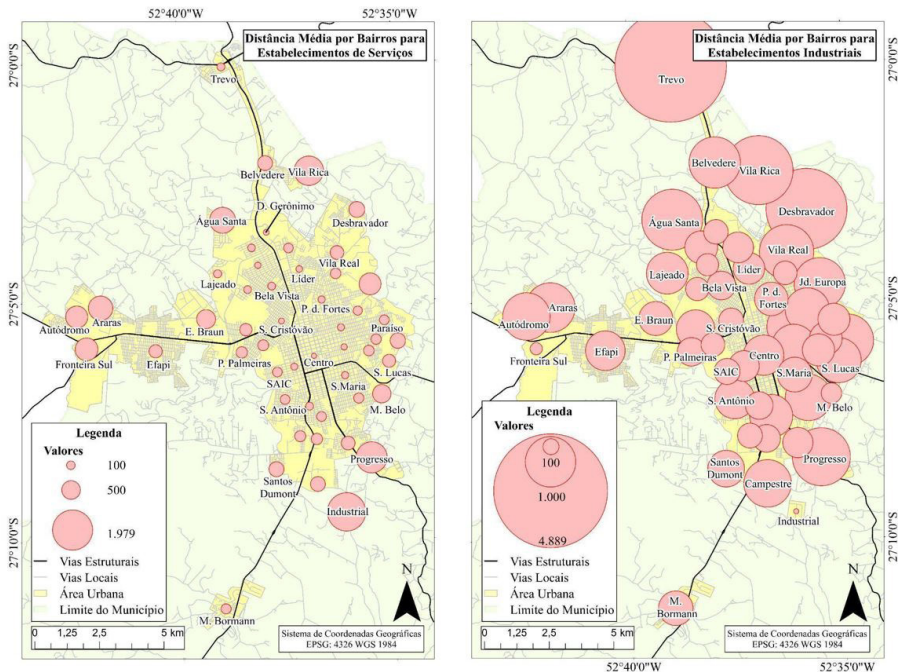 52°40'0"W
52°35'0"W
27°0'0"S
27°5'0"S
27°10'0"S
Distância Média por Bairros para
Estabelecimentos de Serviços
Trevo
Belvedere
Vila Rica
D. Gerônimo
Desbravador
Água Santa
Vila Real
Líder
Lajeado
Bela Vista
P. d. Fortes
Araras
Autódromo
E. Braun
S. Cristóvão
Paraíso
Fronteira Sul
Efapi
P. Palmeiras
Centro
S. Lucas
SAIC
S.Maria
S. Antônio
M. Belo
Progresso
Santos
Dumont
Industrial
M. Bormann
Legenda
Valores
100
500
1.979
Vias Estruturais
Vias Locais
Área Urbana
Limite do Município
0 1,25 2,5 5 km
N
Sistema de Coordenadas Geográficas
EPSG: 4326 WGS 1984
52°40'0"W
52°35'0"W
27°0'0"S
27°5'0"S
27°10'0"S
Distância Média por Bairros para
Estabelecimentos Industriais
Trevo
Belvedere
Vila Rica
Desbravador
Água Santa
Vila Real
Lajeado
Líder
Bela Vista
Jd. Europa
P. d.
Fortes
Araras
Autódromo
E. Braun
S. Cristóvão
Fronteira Sul
Efapi
P. Palmeiras
Centro
SAIC
S.Maria
S. Lucas
S. Antônio
M. Belo
Santos
Dumont
Progresso
Campestre
Industrial
M.
Bormann
Legenda
Valores
100
1.000
4.889
Vias Estruturais
Vias Locais
Área Urbana
Limite do Município
0 1,25 2,5 5 km
N
Sistema de Coordenadas Geográficas
EPSG: 4326 WGS 1984
52°40'0"W
52°35'0"W